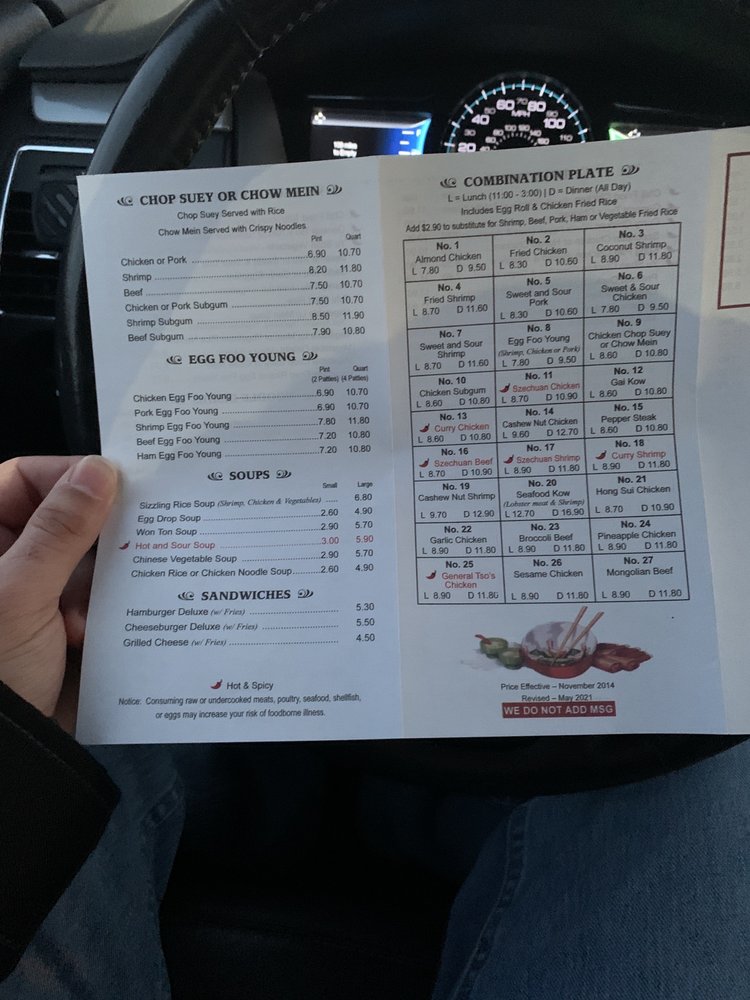 CHOP SUEY OR CHOW MEIN
Chop Suey Served with Rice
Chow Mein Served with Crispy Noodles
Pint Quart
Chicken or Pork 6.90 10.70
Shrimp 8.20 11.80
Beef 7.50 10.70
Chicken or Pork Subgum 7.50 10.70
Shrimp Subgum 8.50 11.90
Beef Subgum 7.90 10.80
EGG FOO YOUNG
Pint Quart
(2 Patties) (4 Patties)
Chicken Egg Foo Young 6.90 10.70
Pork Egg Foo Young 6.90 10.70
Shrimp Egg Foo Young 7.80 11.80
Beef Egg Foo Young 7.20 10.80
Ham Egg Foo Young 7.20 10.80
SOUPS
Small Large
Sizzling Rice Soup (Shrimp, Chicken & Vegetables) 6.80
Egg Drop Soup 2.60 4.90
Won Ton Soup 2.90 5.70
Hot and Sour Soup 3.00 5.90
Chinese Vegetable Soup 2.90 5.70
Chicken Rice or Chicken Noodle Soup 2.60 4.90
SANDWICHES
Hamburger Deluxe (w/ Fries) 5.30
Cheeseburger Deluxe (w/ Fries) 5.50
Grilled Cheese (w/ Fries) 4.50
Hot & Spicy
Notice: Consuming raw or undercooked meats, poultry, seafood, shellfish,
or eggs may increase your risk of foodborne illness.
COMBINATION PLATE
L = Lunch (11:00 - 3:00) | D = Dinner (All Day)
Includes Egg Roll & Chicken Fried Rice
Add $2.90 to substitute for Shrimp, Beef, Pork, Ham or Vegetable Fried Rice
No. 1
Almond Chicken
L 7.80 D 9.50
No. 2
Fried Chicken
L 8.30 D 10.60
No. 3
Coconut Shrimp
L 8.90 D 11.80
No. 4
Fried Shrimp
L 8.70 D 11.60
No. 5
Sweet and Sour
Pork
L 8.30 D 10.60
No. 6
Sweet & Sour
Chicken
L 7.80 D 9.50
No. 7
Sweet and Sour
Shrimp
L 8.70 D 11.60
No. 8
Egg Foo Young
(Shrimp, Chicken or Pork)
L 7.80 D 9.50
No. 9
Chicken Chop Suey
or Chow Mein
L 8.60 D 10.80
No. 10
Chicken Subgum
L 8.60 D 10.80
No. 11
Szechuan Chicken
L 8.70 D 10.90
No. 12
Gai Kow
L 8.60 D 10.80
No. 13
Curry Chicken
L 8.60 D 10.80
No. 14
Cashew Nut Chicken
L 9.60 D 12.70
No. 15
Pepper Steak
L 8.60 D 10.80
No. 16
Szechuan Beef
L 8.70 D 10.90
No. 17
Szechuan Shrimp
L 8.90 D 11.80
No. 18
Curry Shrimp
L 8.90 D 11.80
No. 19
Cashew Nut Shrimp
L 9.70 D 12.90
No. 20
Seafood Kow
(Lobster meat & Shrimp)
L 12.70 D 16.90
No. 21
Hong Sui Chicken
L 8.70 D 10.90
No. 22
Garlic Chicken
L 8.90 D 11.80
No. 23
Broccoli Beef
L 8.90 D 11.80
No. 24
Pineapple Chicken
L 8.90 D 11.80
No. 25
General Tso's
Chicken
L 8.90 D 11.80
No. 26
Sesame Chicken
L 8.90 D 11.80
No. 27
Mongolian Beef
L 8.90 D 11.80
Price Effective – November 2014
Revised – May 2021
WE DO NOT ADD MSG
20
40
60
80
100
MPH